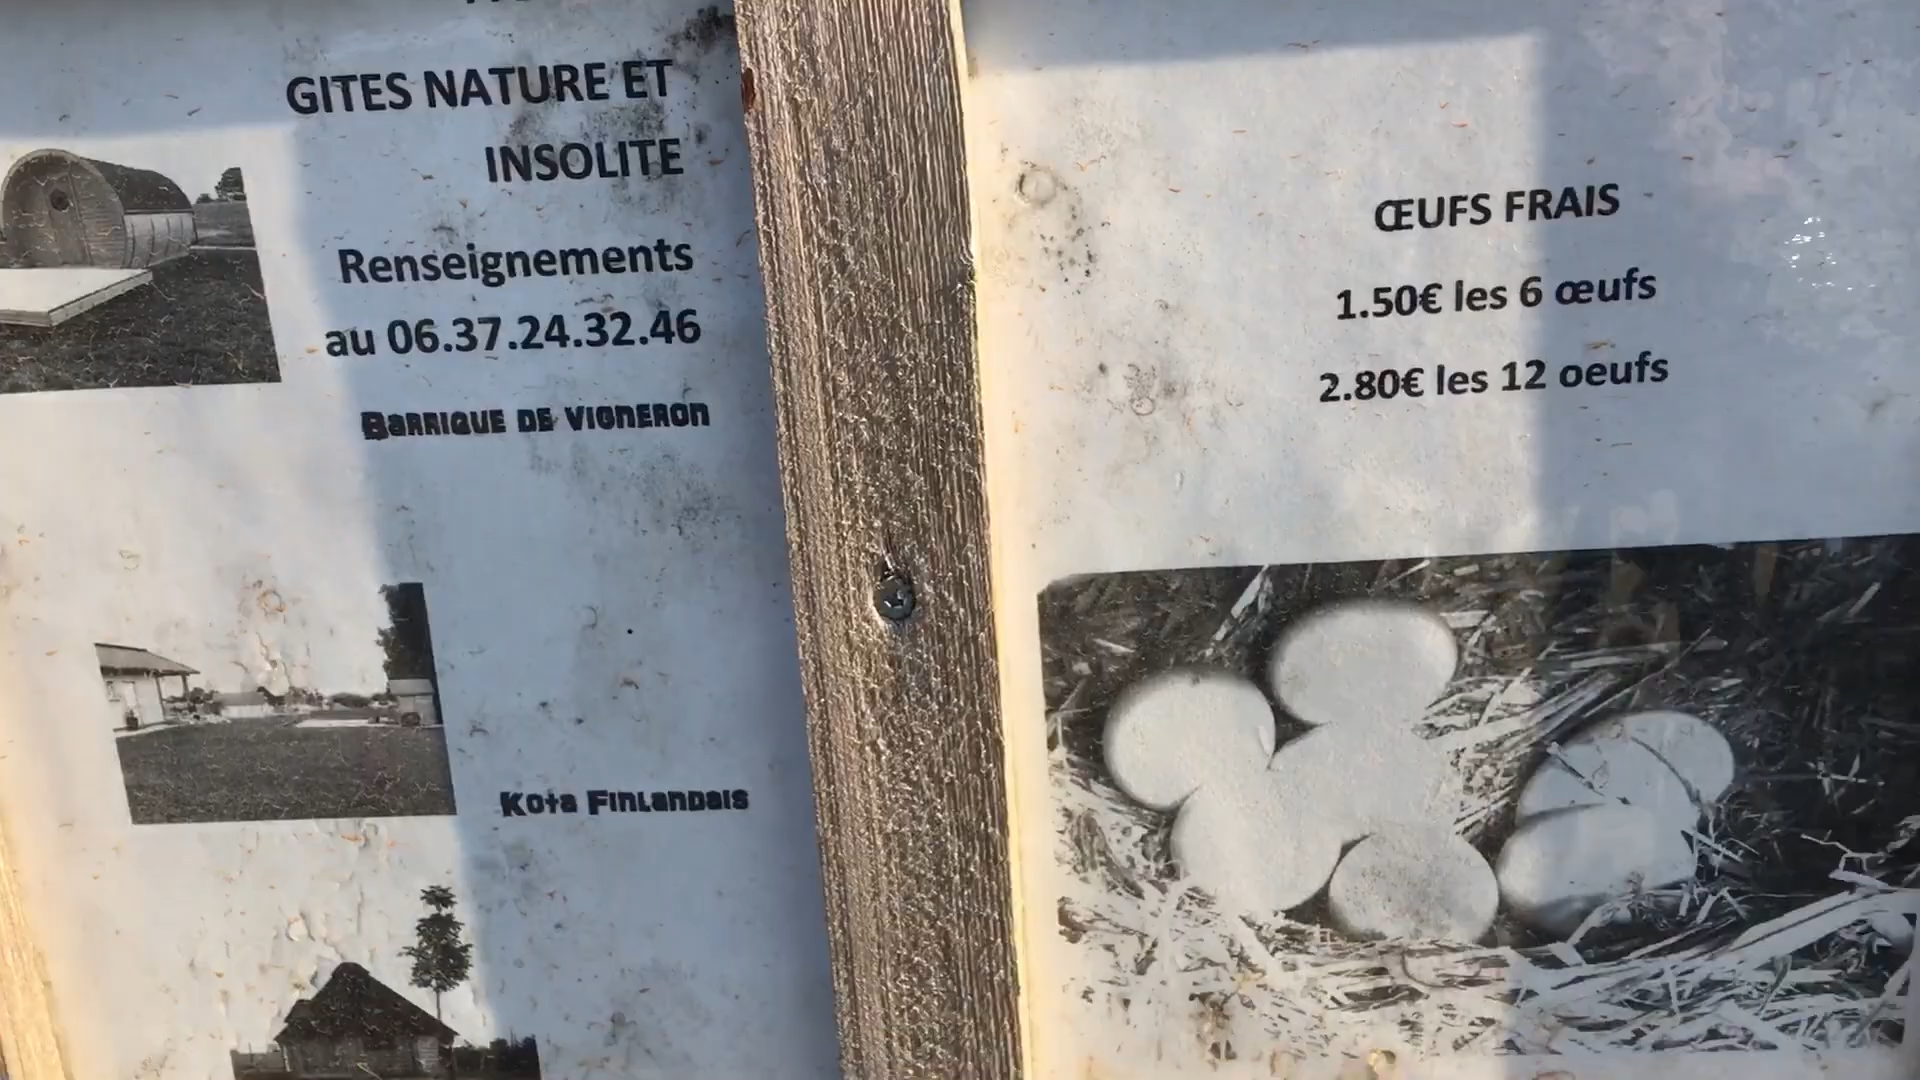 GITES NATURE ET
INSOLITE
Renseignements
au 06.37.24.32.46
BARRIQUE DE VIGNERON
KOTA FINLANDAIS
ŒUFS FRAIS
1.50€ les 6 œufs
2.80€ les 12 oeufs